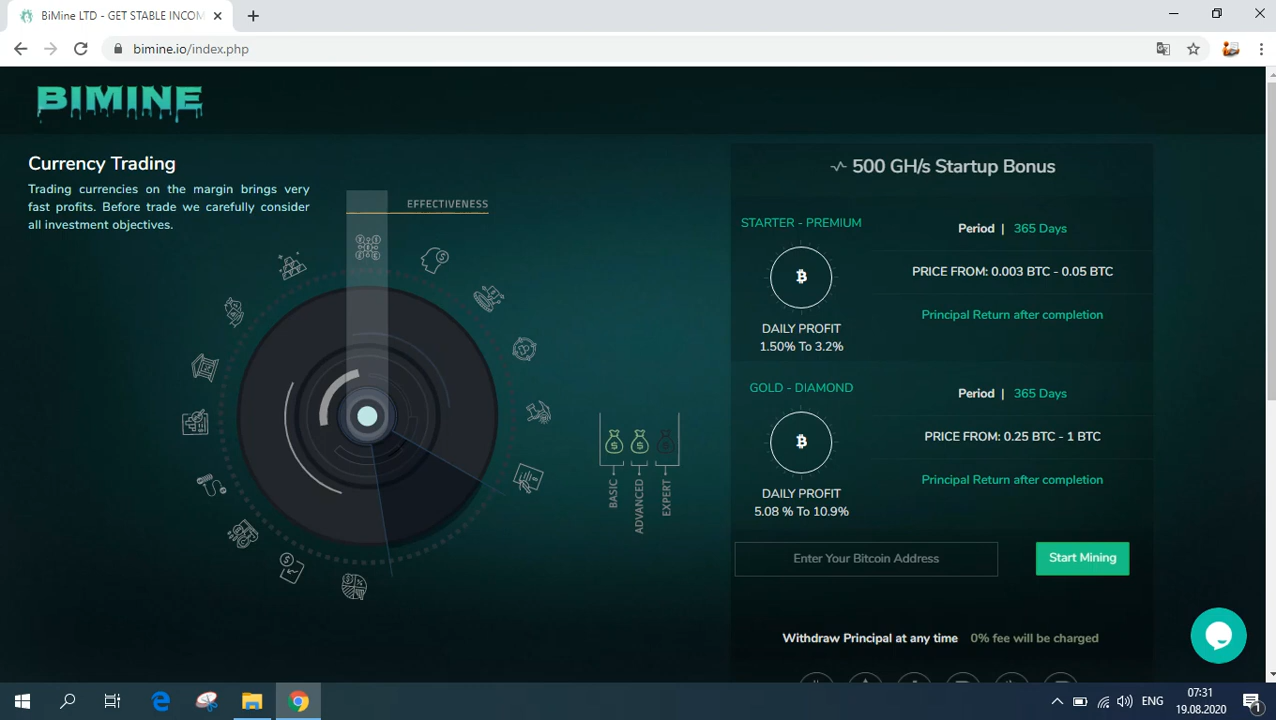 BiMine LTD - GET STABLE INCOM
bimine.io/index.php
BIMINE
Currency Trading
Trading currencies on the margin brings very
fast profits. Before trade we carefully consider
all investment objectives.
EFFECTIVENESS
BASIC
ADVANCED
EXPERT
500 GH/s Startup Bonus
STARTER - PREMIUM
Period | 365 Days
PRICE FROM: 0.003 BTC - 0.05 BTC
Principal Return after completion
DAILY PROFIT
1.50% To 3.2%
GOLD - DIAMOND
Period | 365 Days
PRICE FROM: 0.25 BTC - 1 BTC
Principal Return after completion
DAILY PROFIT
5.08 % To 10.9%
Enter Your Bitcoin Address
Start Mining
Withdraw Principal at any time 0% fee will be charged
ENG
07:31
19.08.2020
1